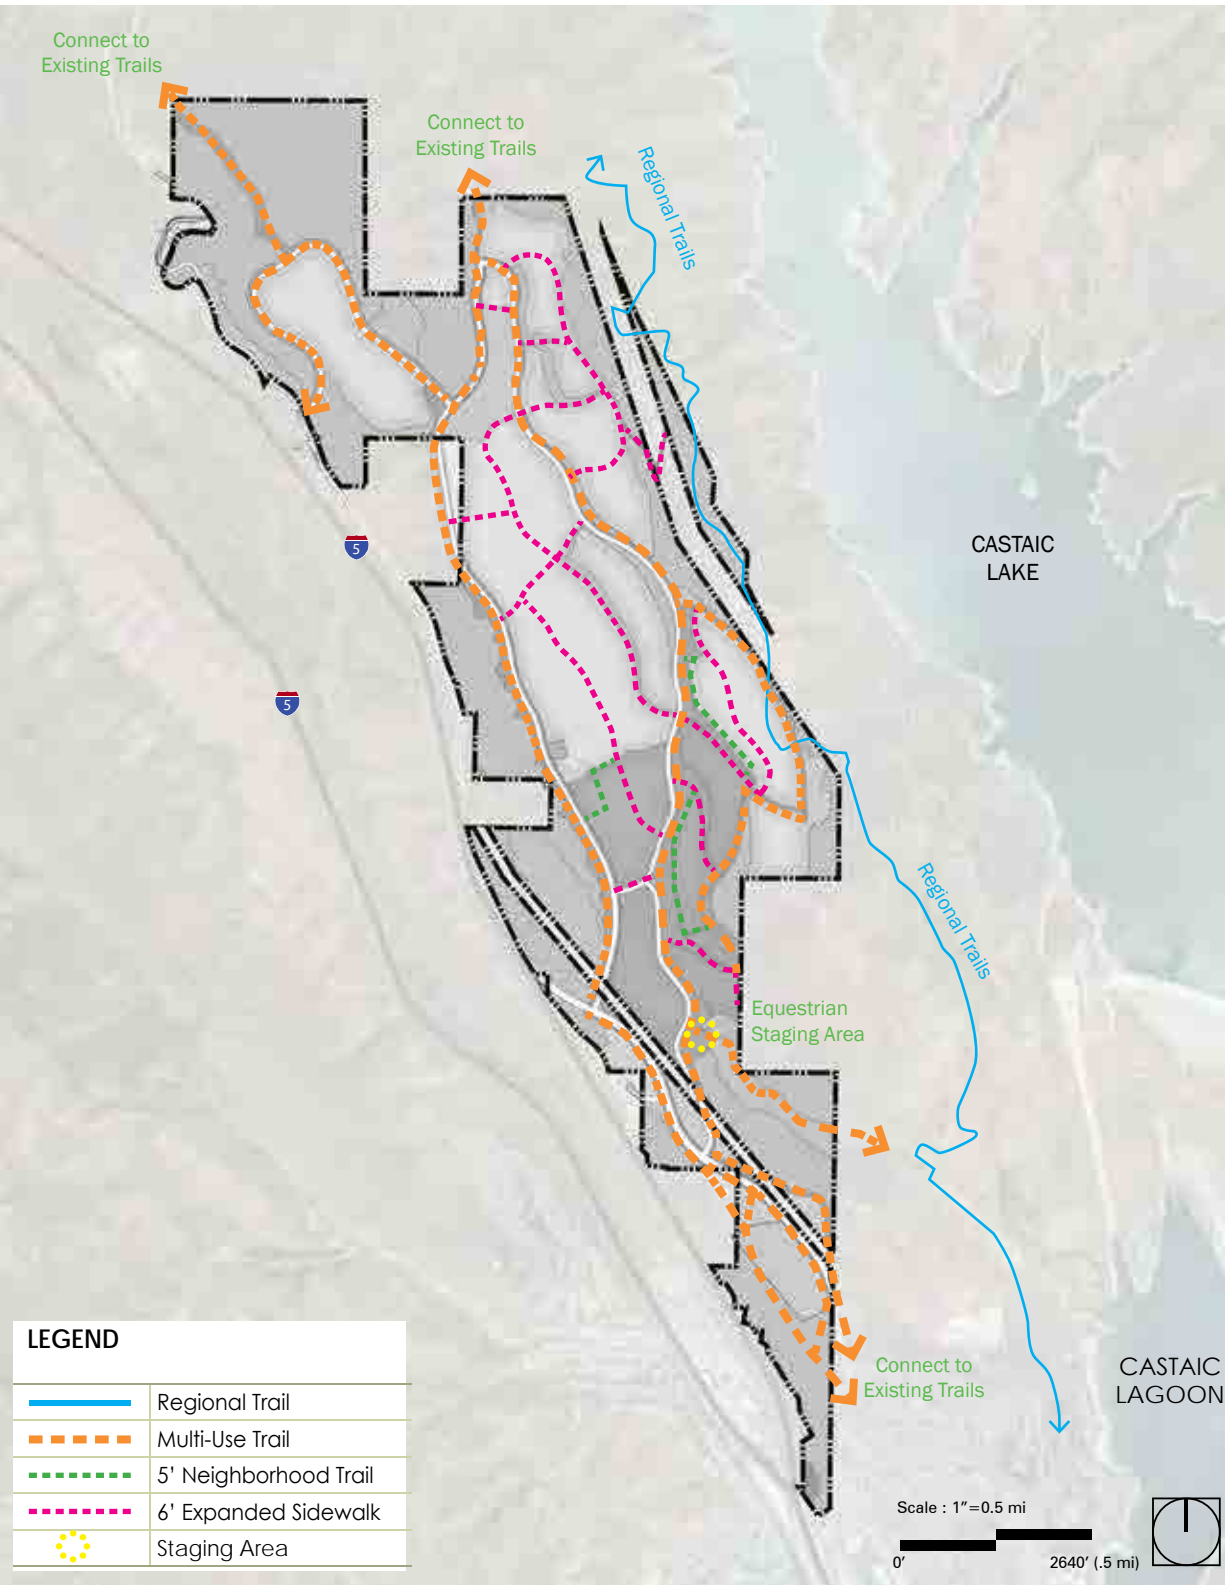 Connect to
Existing Trails
Connect to
Existing Trails
Regional Trails
CASTAIC
LAKE
5
5
Regional Trails
Equestrian
Staging Area
Connect to
Existing Trails
CASTAIC
LAGOON
LEGEND
Regional Trail
Multi-Use Trail
5' Neighborhood Trail
6' Expanded Sidewalk
Staging Area
Scale : 1"=0.5 mi
0' 2640' (.5 mi)